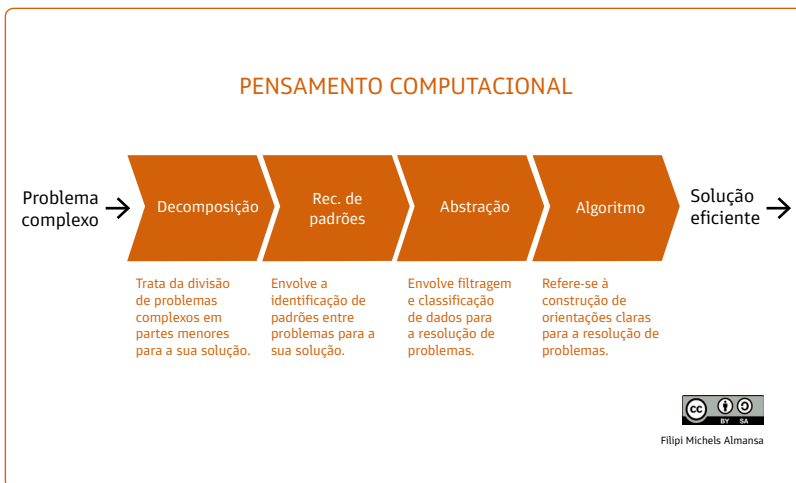 PENSAMENTO COMPUTACIONAL
Problema
complexo
Decomposição
Rec. de
padrões
Abstração
Algoritmo
Solução
eficiente
Trata da divisão
de problemas
complexos em
partes menores
para a sua solução.
Envolve a
identificação de
padrões entre
problemas para a
sua solução.
Envolve filtragem
e classificação
de dados para
a resolução de
problemas.
Refere-se à
construção de
orientações claras
para a resolução de
problemas.
cc
BY SA
Filipi Michels Almansa